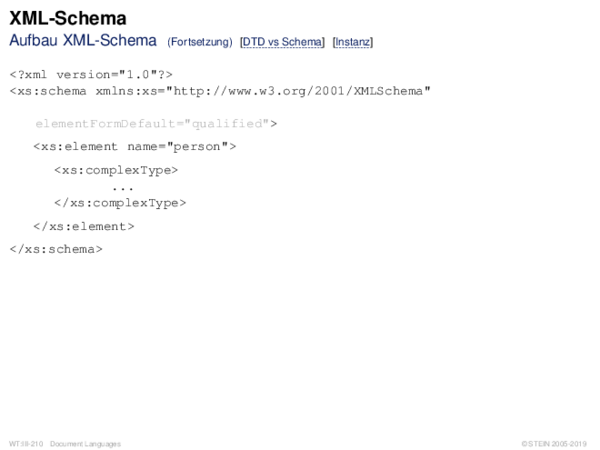 XML-Schema
Aufbau XML-Schema (Fortsetzung) [DTD vs Schema] [Instanz]
<?xml version="1.0"?>
<xs:schema xmlns:xs="http://www.w3.org/2001/XMLSchema"
elementFormDefault="qualified">
<xs:element name="person">
<xs:complexType>
...
</xs:complexType>
</xs:element>
</xs:schema>
WT:III-210 Document Languages © STEIN 2005-2019